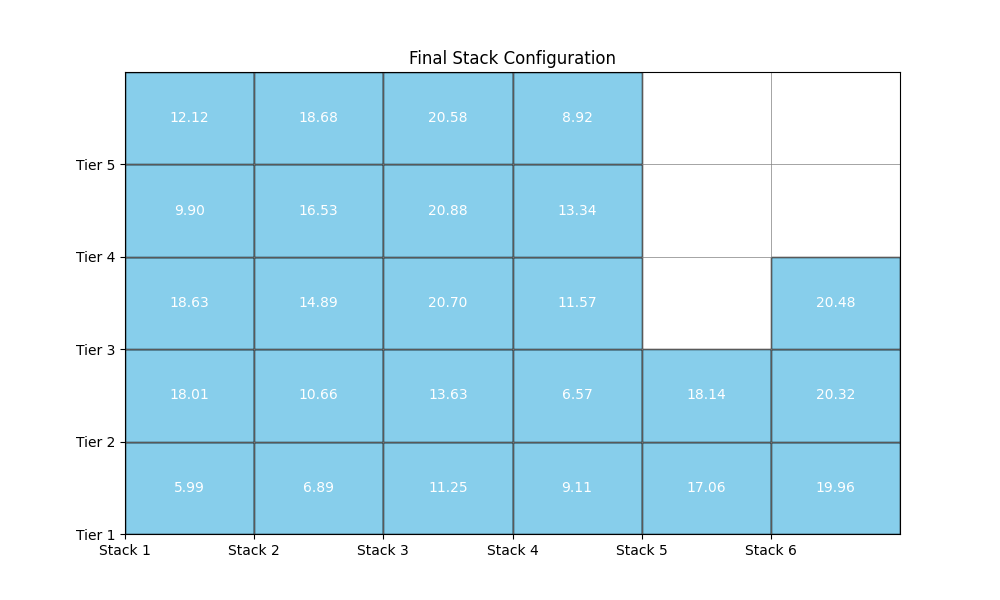 Final Stack Configuration
12.12 18.68 20.58 8.92
Tier 5
9.90 16.53 20.88 13.34
Tier 4
18.63 14.89 20.70 11.57 20.48
Tier 3
18.01 10.66 13.63 6.57 18.14 20.32
Tier 2
5.99 6.89 11.25 9.11 17.06 19.96
Tier 1
Stack 1 Stack 2 Stack 3 Stack 4 Stack 5 Stack 6